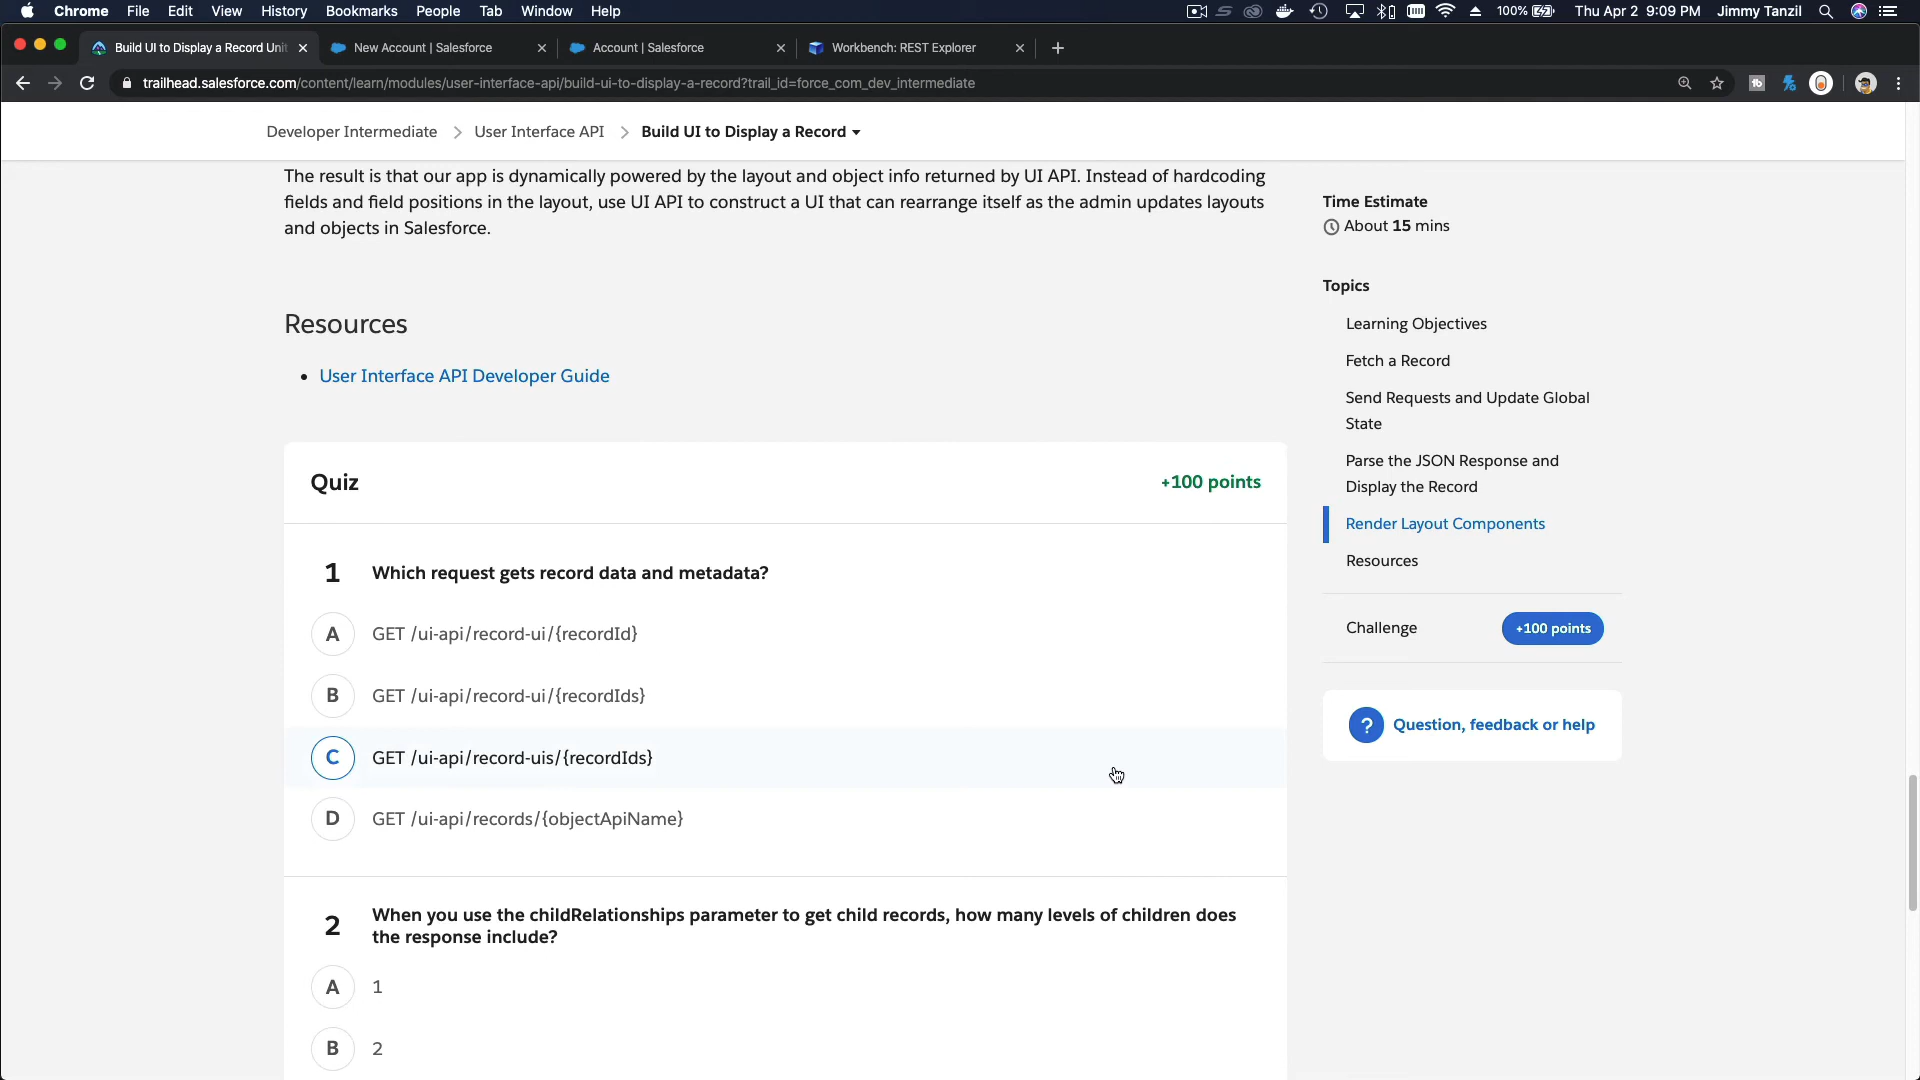 Chrome File Edit View History Bookmarks People Tab Window Help 100% Thu Apr 2 9:09 PM Jimmy Tanzil
Build UI to Display a Record Unit New Account | Salesforce Account | Salesforce Workbench: REST Explorer
trailhead.salesforce.com/content/learn/modules/user-interface-api/build-ui-to-display-a-record?trail_id=force_com_dev_intermediate
Developer Intermediate > User Interface API > Build UI to Display a Record
The result is that our app is dynamically powered by the layout and object info returned by UI API. Instead of hardcoding
fields and field positions in the layout, use UI API to construct a UI that can rearrange itself as the admin updates layouts
and objects in Salesforce.
Resources
• User Interface API Developer Guide
Quiz +100 points
1 Which request gets record data and metadata?
A GET /ui-api/record-ui/{recordId}
B GET /ui-api/record-ui/{recordIds}
C GET /ui-api/record-uis/{recordIds}
D GET /ui-api/records/{objectApiName}
2 When you use the childRelationships parameter to get child records, how many levels of children does
the response include?
A 1
B 2
Time Estimate
About 15 mins
Topics
Learning Objectives
Fetch a Record
Send Requests and Update Global
State
Parse the JSON Response and
Display the Record
Render Layout Components
Resources
Challenge +100 points
? Question, feedback or help